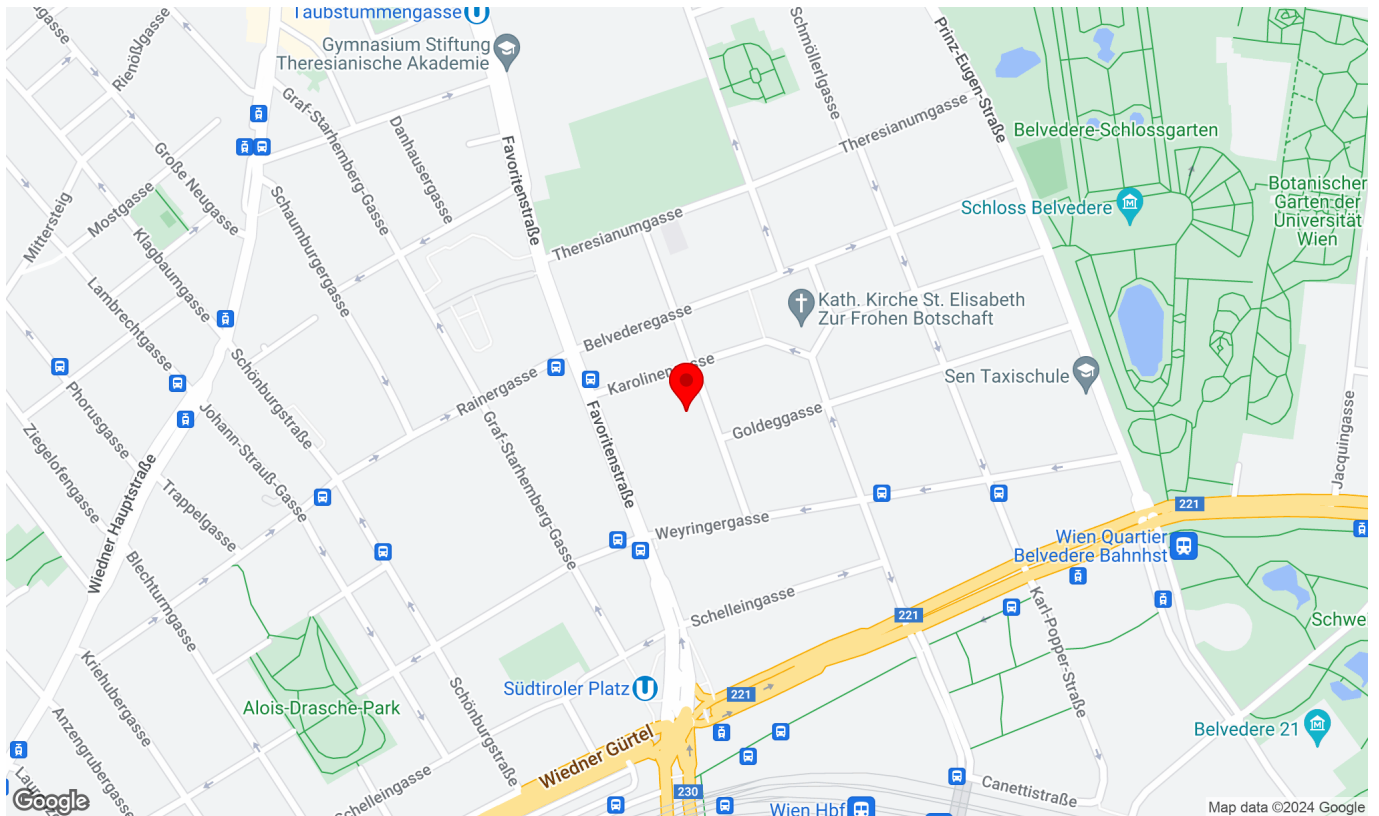 Taubstummengasse
Gymnasium Stiftung
Theresianische Akademie
Rienößlgasse
Schmöllerlgasse
Prinz-Eugen-Straße
Graf-Starhemberg-Gasse
Danhausergasse
Favoritenstraße
Theresianumgasse
Belvedere-Schlossgarten
Große Neugasse
Mostgasse
Mittersteig
Schaumburgergasse
Klagbaumgasse
Theresianumgasse
Schloss Belvedere
Botanischer
Garten der
Universität
Wien
Lambrechtgasse
Belvederegasse
Kath. Kirche St. Elisabeth
Zur Frohen Botschaft
Schönburgstraße
Rainergasse
Karolinengasse
Sen Taxischule
Phorusgasse
Johann-Strauß-Gasse
Favoritenstraße
Graf-Starhemberg-Gasse
Goldeggasse
Jacquingasse
Ziegelofengasse
Wiedner Hauptstraße
Trappelgasse
Weyringergasse
221
Wien Quartier
Belvedere Bahnhst
Blechturmgasse
Schelleingasse
221
Karl-Popper-Straße
Schwei
Kriehubergasse
Südtiroler Platz
221
Alois-Drasche-Park
Schönburgstraße
Belvedere 21
Anzengrubergasse
Wiedner Gürtel
Schelleingasse
230
Canettistraße
Wien Hbf
Google
Map data ©2024 Google